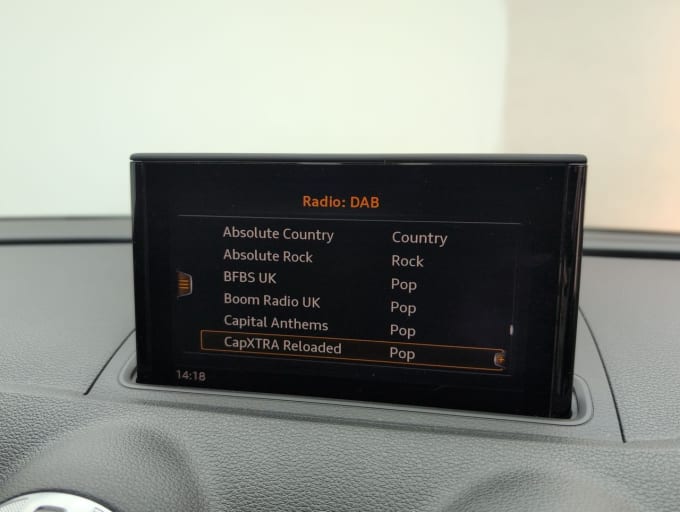 Radio: DAB
Absolute Country Country
Absolute Rock Rock
BFBS UK Pop
Boom Radio UK Pop
Capital Anthems Pop
CapXTRA Reloaded Pop
14:18